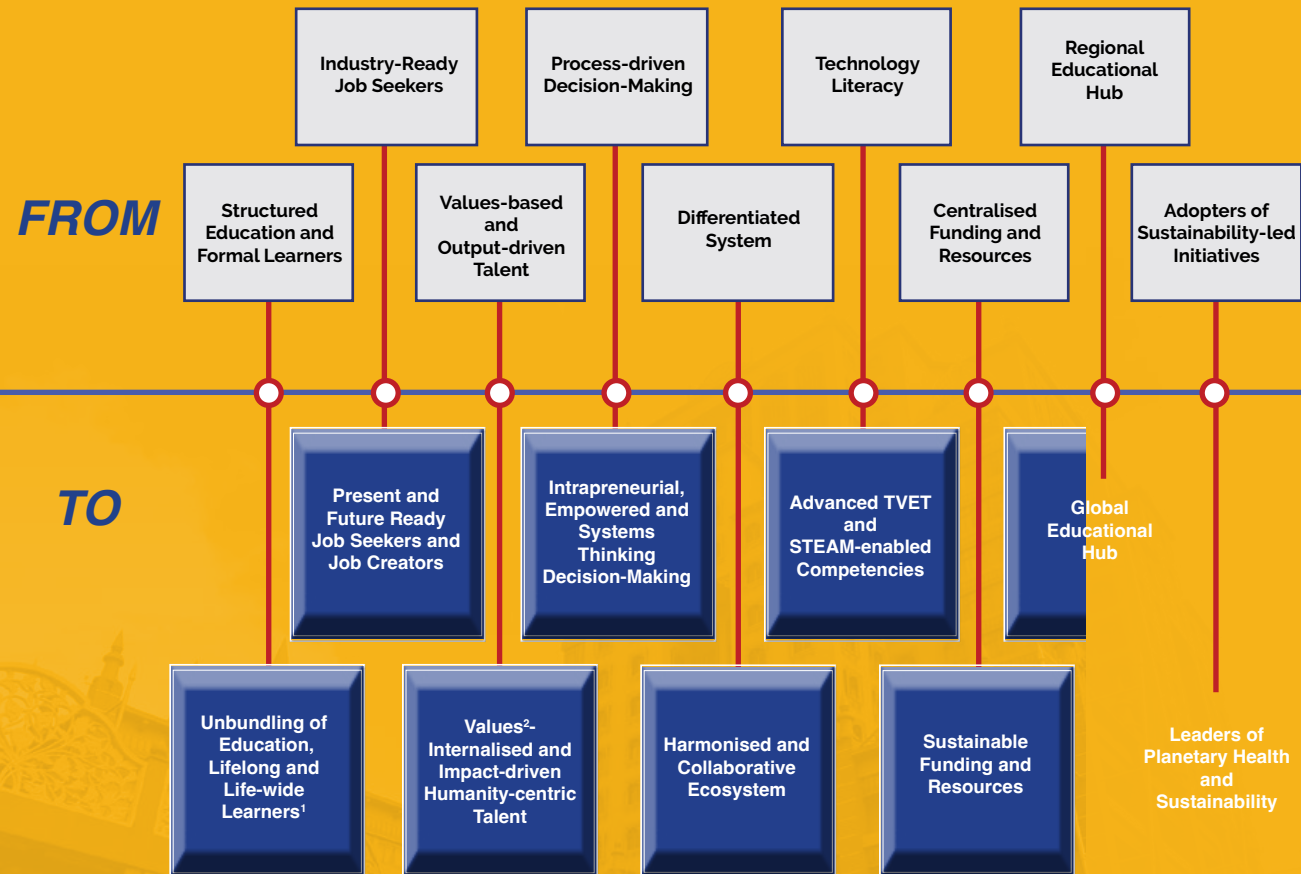 FROM
Structured
Education and
Formal Learners
Industry-Ready
Job Seekers
Values-based
and
Output-driven
Talent
Process-driven
Decision-Making
Differentiated
System
Technology
Literacy
Centralised
Funding and
Resources
Regional
Educational
Hub
Adopters of
Sustainability-led
Initiatives
TO
Unbundling of
Education,
Lifelong and
Life-wide
Learners¹
Present and
Future Ready
Job Seekers and
Job Creators
Values²-
Internalised and
Impact-driven
Humanity-centric
Talent
Intrapreneurial,
Empowered and
Systems
Thinking
Decision-Making
Harmonised and
Collaborative
Ecosystem
Advanced TVET
and
STEAM-enabled
Competencies
Sustainable
Funding and
Resources
Global
Educational
Hub
Leaders of
Planetary Health
and
Sustainability